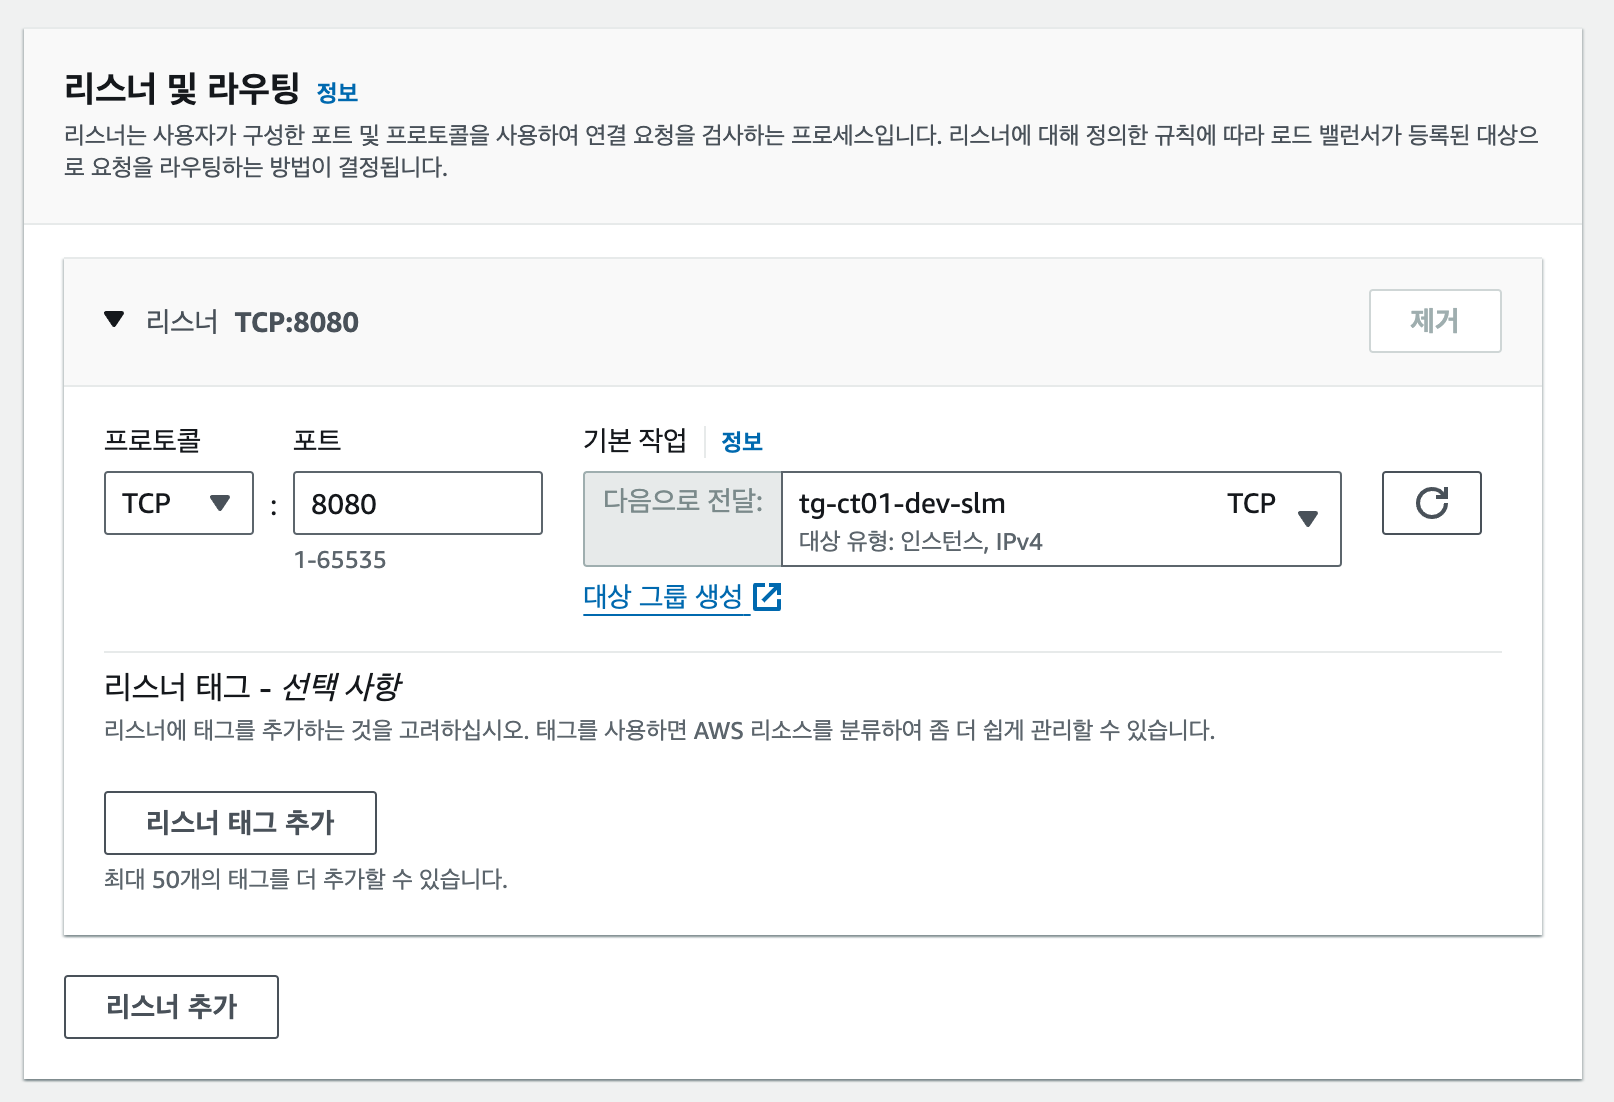 리스너 및 라우팅 정보
리스너는 사용자가 구성한 포트 및 프로토콜을 사용하여 연결 요청을 검사하는 프로세스입니다. 리스너에 대해 정의한 규칙에 따라 로드 밸런서가 등록된 대상으
로 요청을 라우팅하는 방법이 결정됩니다.
리스너 TCP:8080
제거
프로토콜 포트 기본 작업 정보
TCP : 8080 다음으로 전달: tg-ct01-dev-slm TCP
대상 유형: 인스턴스, IPv4
1-65535
대상 그룹 생성
리스너 태그 - 선택 사항
리스너에 태그를 추가하는 것을 고려하십시오. 태그를 사용하면 AWS 리소스를 분류하여 좀 더 쉽게 관리할 수 있습니다.
리스너 태그 추가
최대 50개의 태그를 더 추가할 수 있습니다.
리스너 추가